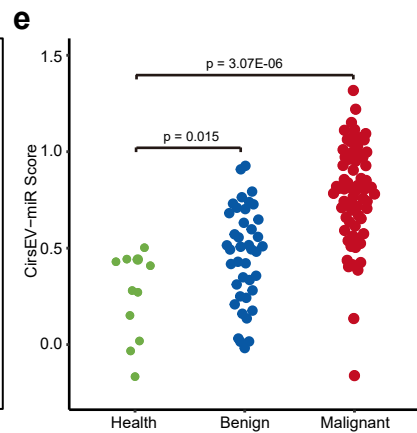 e
1.5
p = 3.07E-06
p = 0.015
1.0
CirsEV−miR Score
0.5
0.0
Health Benign Malignant